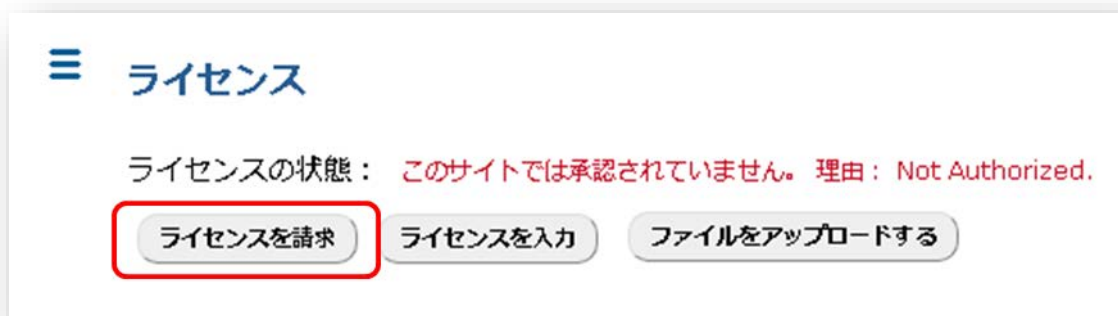 ライセンス
ライセンスの状態： このサイトでは承認されていません。 理由： Not Authorized.
ライセンスを請求 ライセンスを入力 ファイルをアップロードする